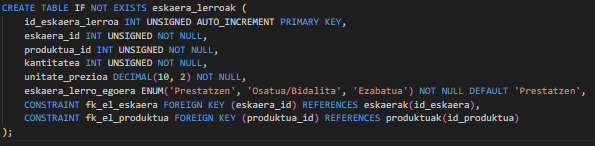 CREATE TABLE IF NOT EXISTS eskaera_lerroak (
    id_eskaera_lerroa INT UNSIGNED AUTO_INCREMENT PRIMARY KEY,
    eskaera_id INT UNSIGNED NOT NULL,
    produktua_id INT UNSIGNED NOT NULL,
    kantitatea INT UNSIGNED NOT NULL,
    unitate_prezioa DECIMAL(10, 2) NOT NULL,
    eskaera_lerro_egoera ENUM('Prestatzen', 'Osatua/Bidalita', 'Ezabatua') NOT NULL DEFAULT 'Prestatzen',
    CONSTRAINT fk_el_eskaera FOREIGN KEY (eskaera_id) REFERENCES eskaerak(id_eskaera),
    CONSTRAINT fk_el_produktua FOREIGN KEY (produktua_id) REFERENCES produktuak(id_produktua)
);